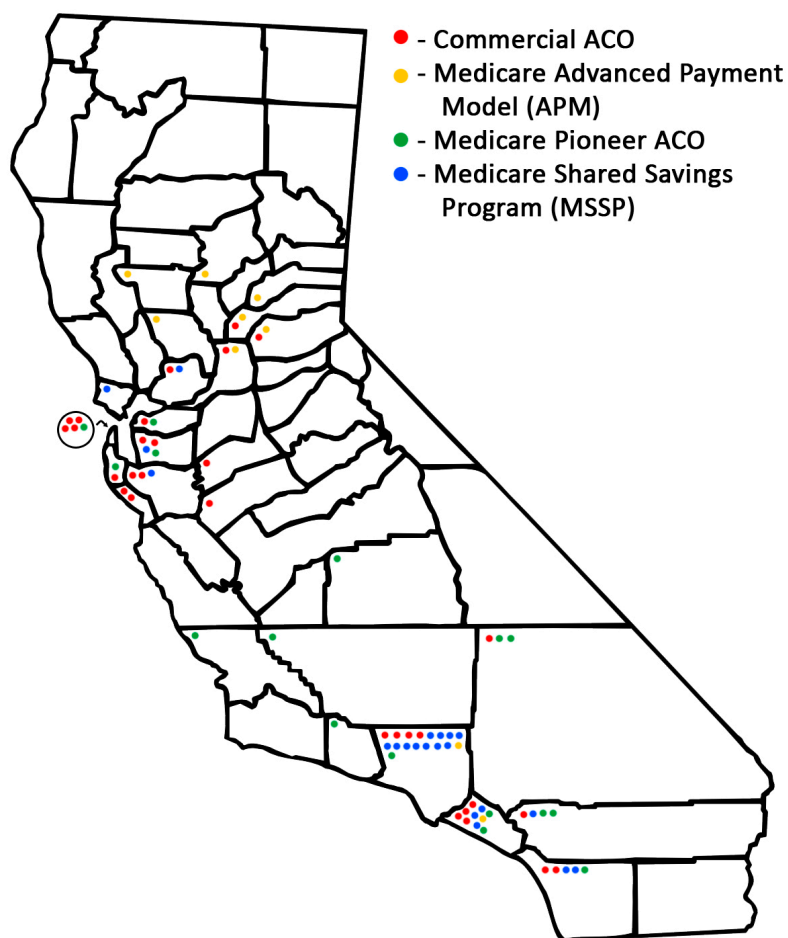 - Commercial ACO
- Medicare Advanced Payment
Model (APM)
- Medicare Pioneer ACO
- Medicare Shared Savings
Program (MSSP)